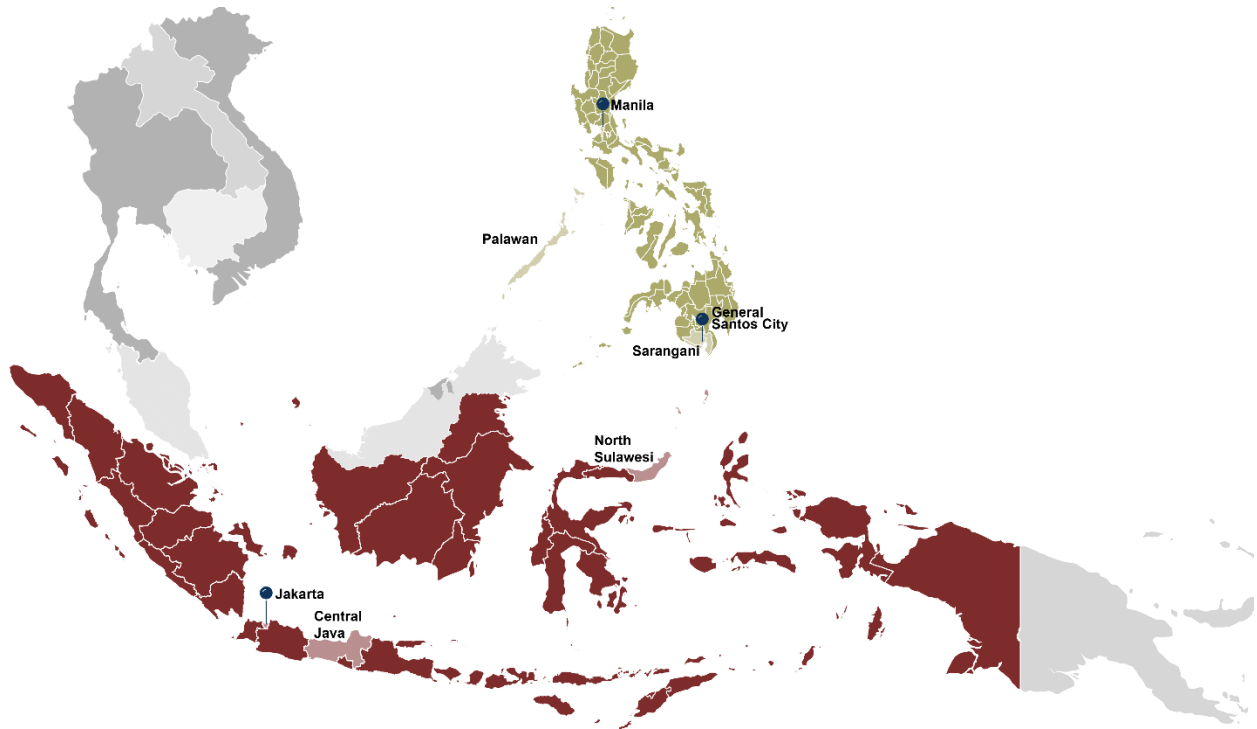 Manila
Palawan
General
Santos City
Sarangani
North
Sulawesi
Jakarta
Central
Java